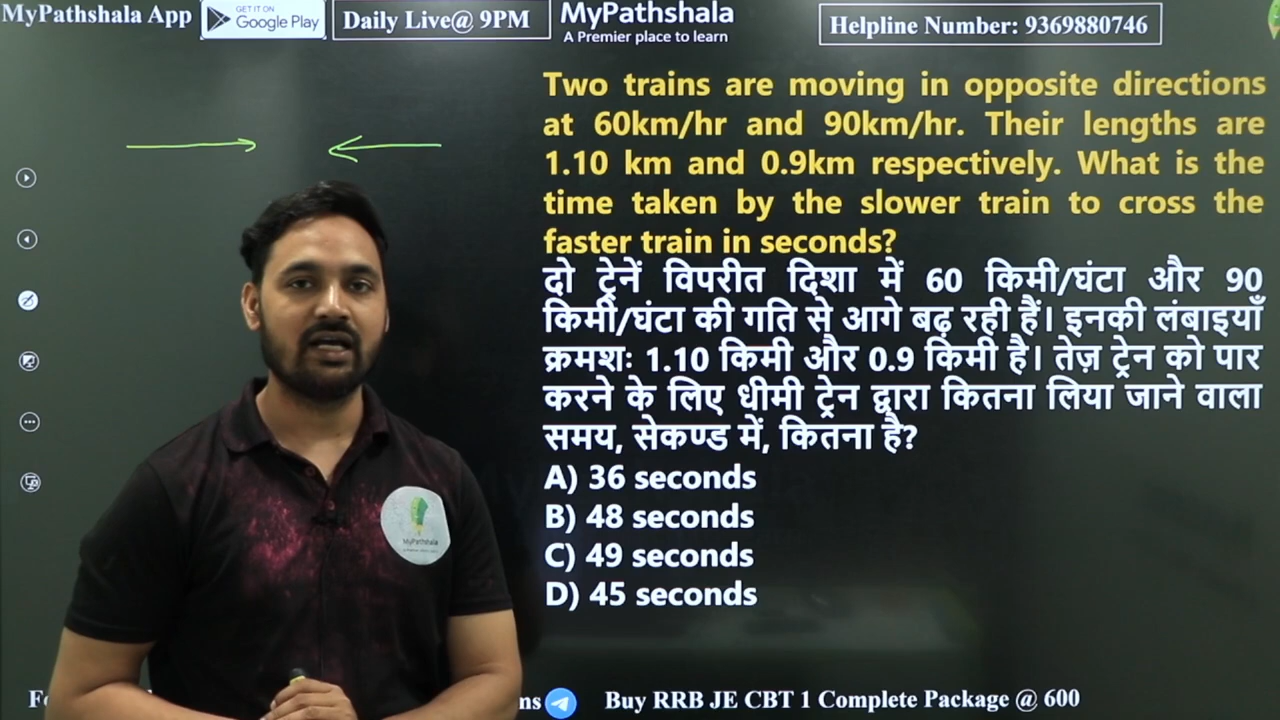 MyPathshala App
GET IT ON
Google Play
Daily Live@ 9PM
MyPathshala
A Premier place to learn
Helpline Number: 9369880746
Two trains are moving in opposite directions
at 60km/hr and 90km/hr. Their lengths are
1.10 km and 0.9km respectively. What is the
time taken by the slower train to cross the
faster train in seconds?
दो ट्रेनें विपरीत दिशा में 60 किमी/घंटा और 90
किमी/घंटा की गति से आगे बढ़ रही हैं। इनकी लंबाइयाँ
क्रमशः 1.10 किमी और 0.9 किमी है। तेज़ ट्रेन को पार
करने के लिए धीमी ट्रेन द्वारा कितना लिया जाने वाला
समय, सेकण्ड में, कितना है?
A) 36 seconds
B) 48 seconds
C) 49 seconds
D) 45 seconds
MyPathshala
Buy RRB JE CBT 1 Complete Package @ 600